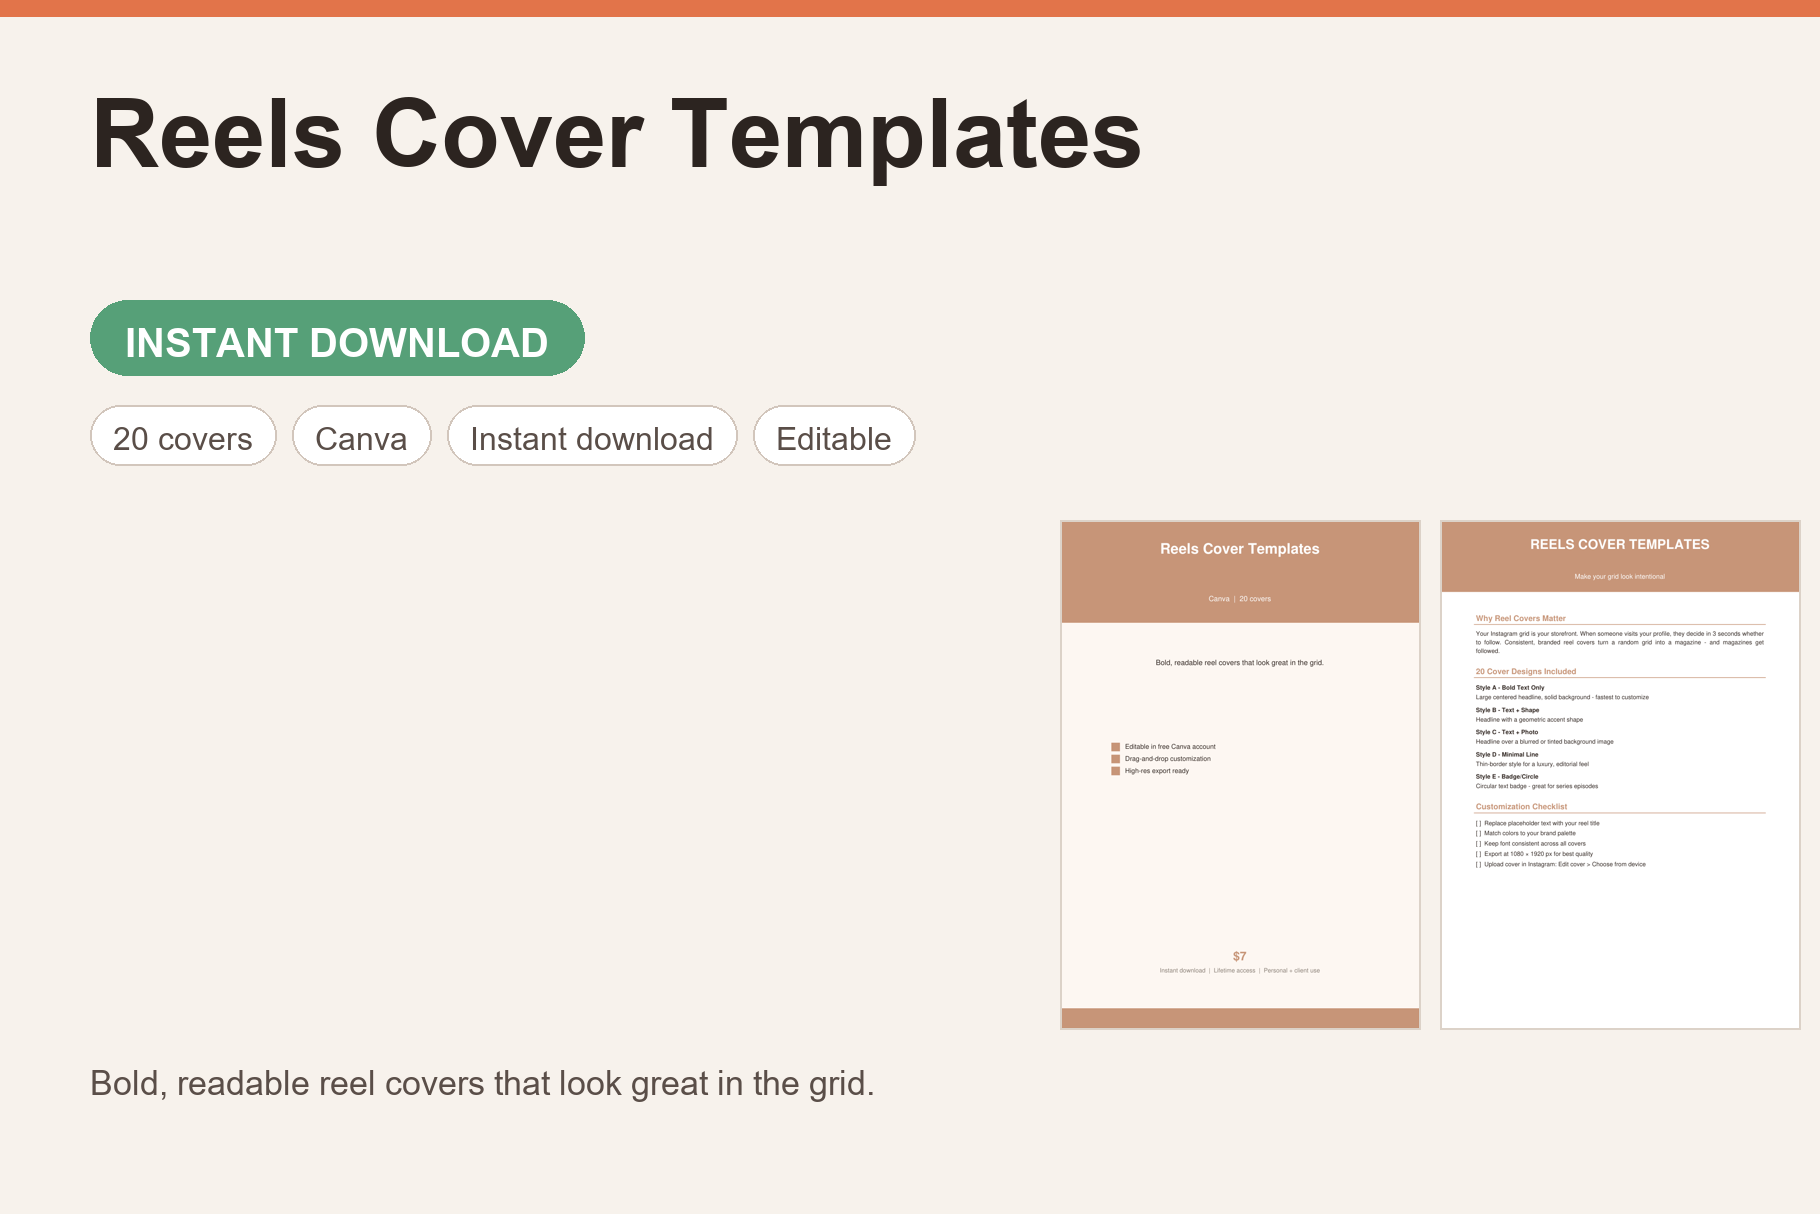 Reels Cover Templates
INSTANT DOWNLOAD
20 covers
Canva
Instant download
Editable
Reels Cover Templates
Canva | 20 covers
Bold, readable reel covers that look great in the grid.
Editable in free Canva account
Drag-and-drop customization
High-res export ready
$7
Instant download | Lifetime access | Personal + client use
REELS COVER TEMPLATES
Make your grid look intentional
Why Reel Covers Matter
Your Instagram grid is your storefront. When someone visits your profile, they decide in 3 seconds whether
to follow. Consistent, branded reel covers turn a random grid into a magazine - and magazines get
followed.
20 Cover Designs Included
Style A - Bold Text Only
Large centered headline, solid background - fastest to customize
Style B - Text + Shape
Headline with a geometric accent shape
Style C - Text + Photo
Headline over a blurred or tinted background image
Style D - Minimal Line
Thin-border style for a luxury, editorial feel
Style E - Badge/Circle
Circular text badge - great for series episodes
Customization Checklist
[ ] Replace placeholder text with your reel title
[ ] Match colors to your brand palette
[ ] Keep font consistent across all covers
[ ] Export at 1080 × 1920 px for best quality
[ ] Upload cover in Instagram: Edit cover > Choose from device
Bold, readable reel covers that look great in the grid.